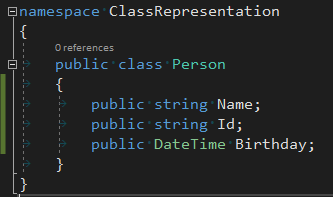 namespace ClassRepresentation
{
0 references
public class Person
{
public string Name;
public string Id;
public DateTime Birthday;
}
}